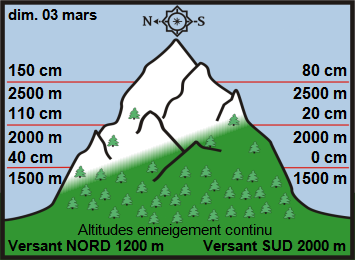 dim. 03 mars
N S
150 cm 80 cm
2500 m 2500 m
110 cm 20 cm
2000 m 2000 m
40 cm 0 cm
1500 m 1500 m
Altitudes enneigement continu
Versant NORD 1200 m Versant SUD 2000 m